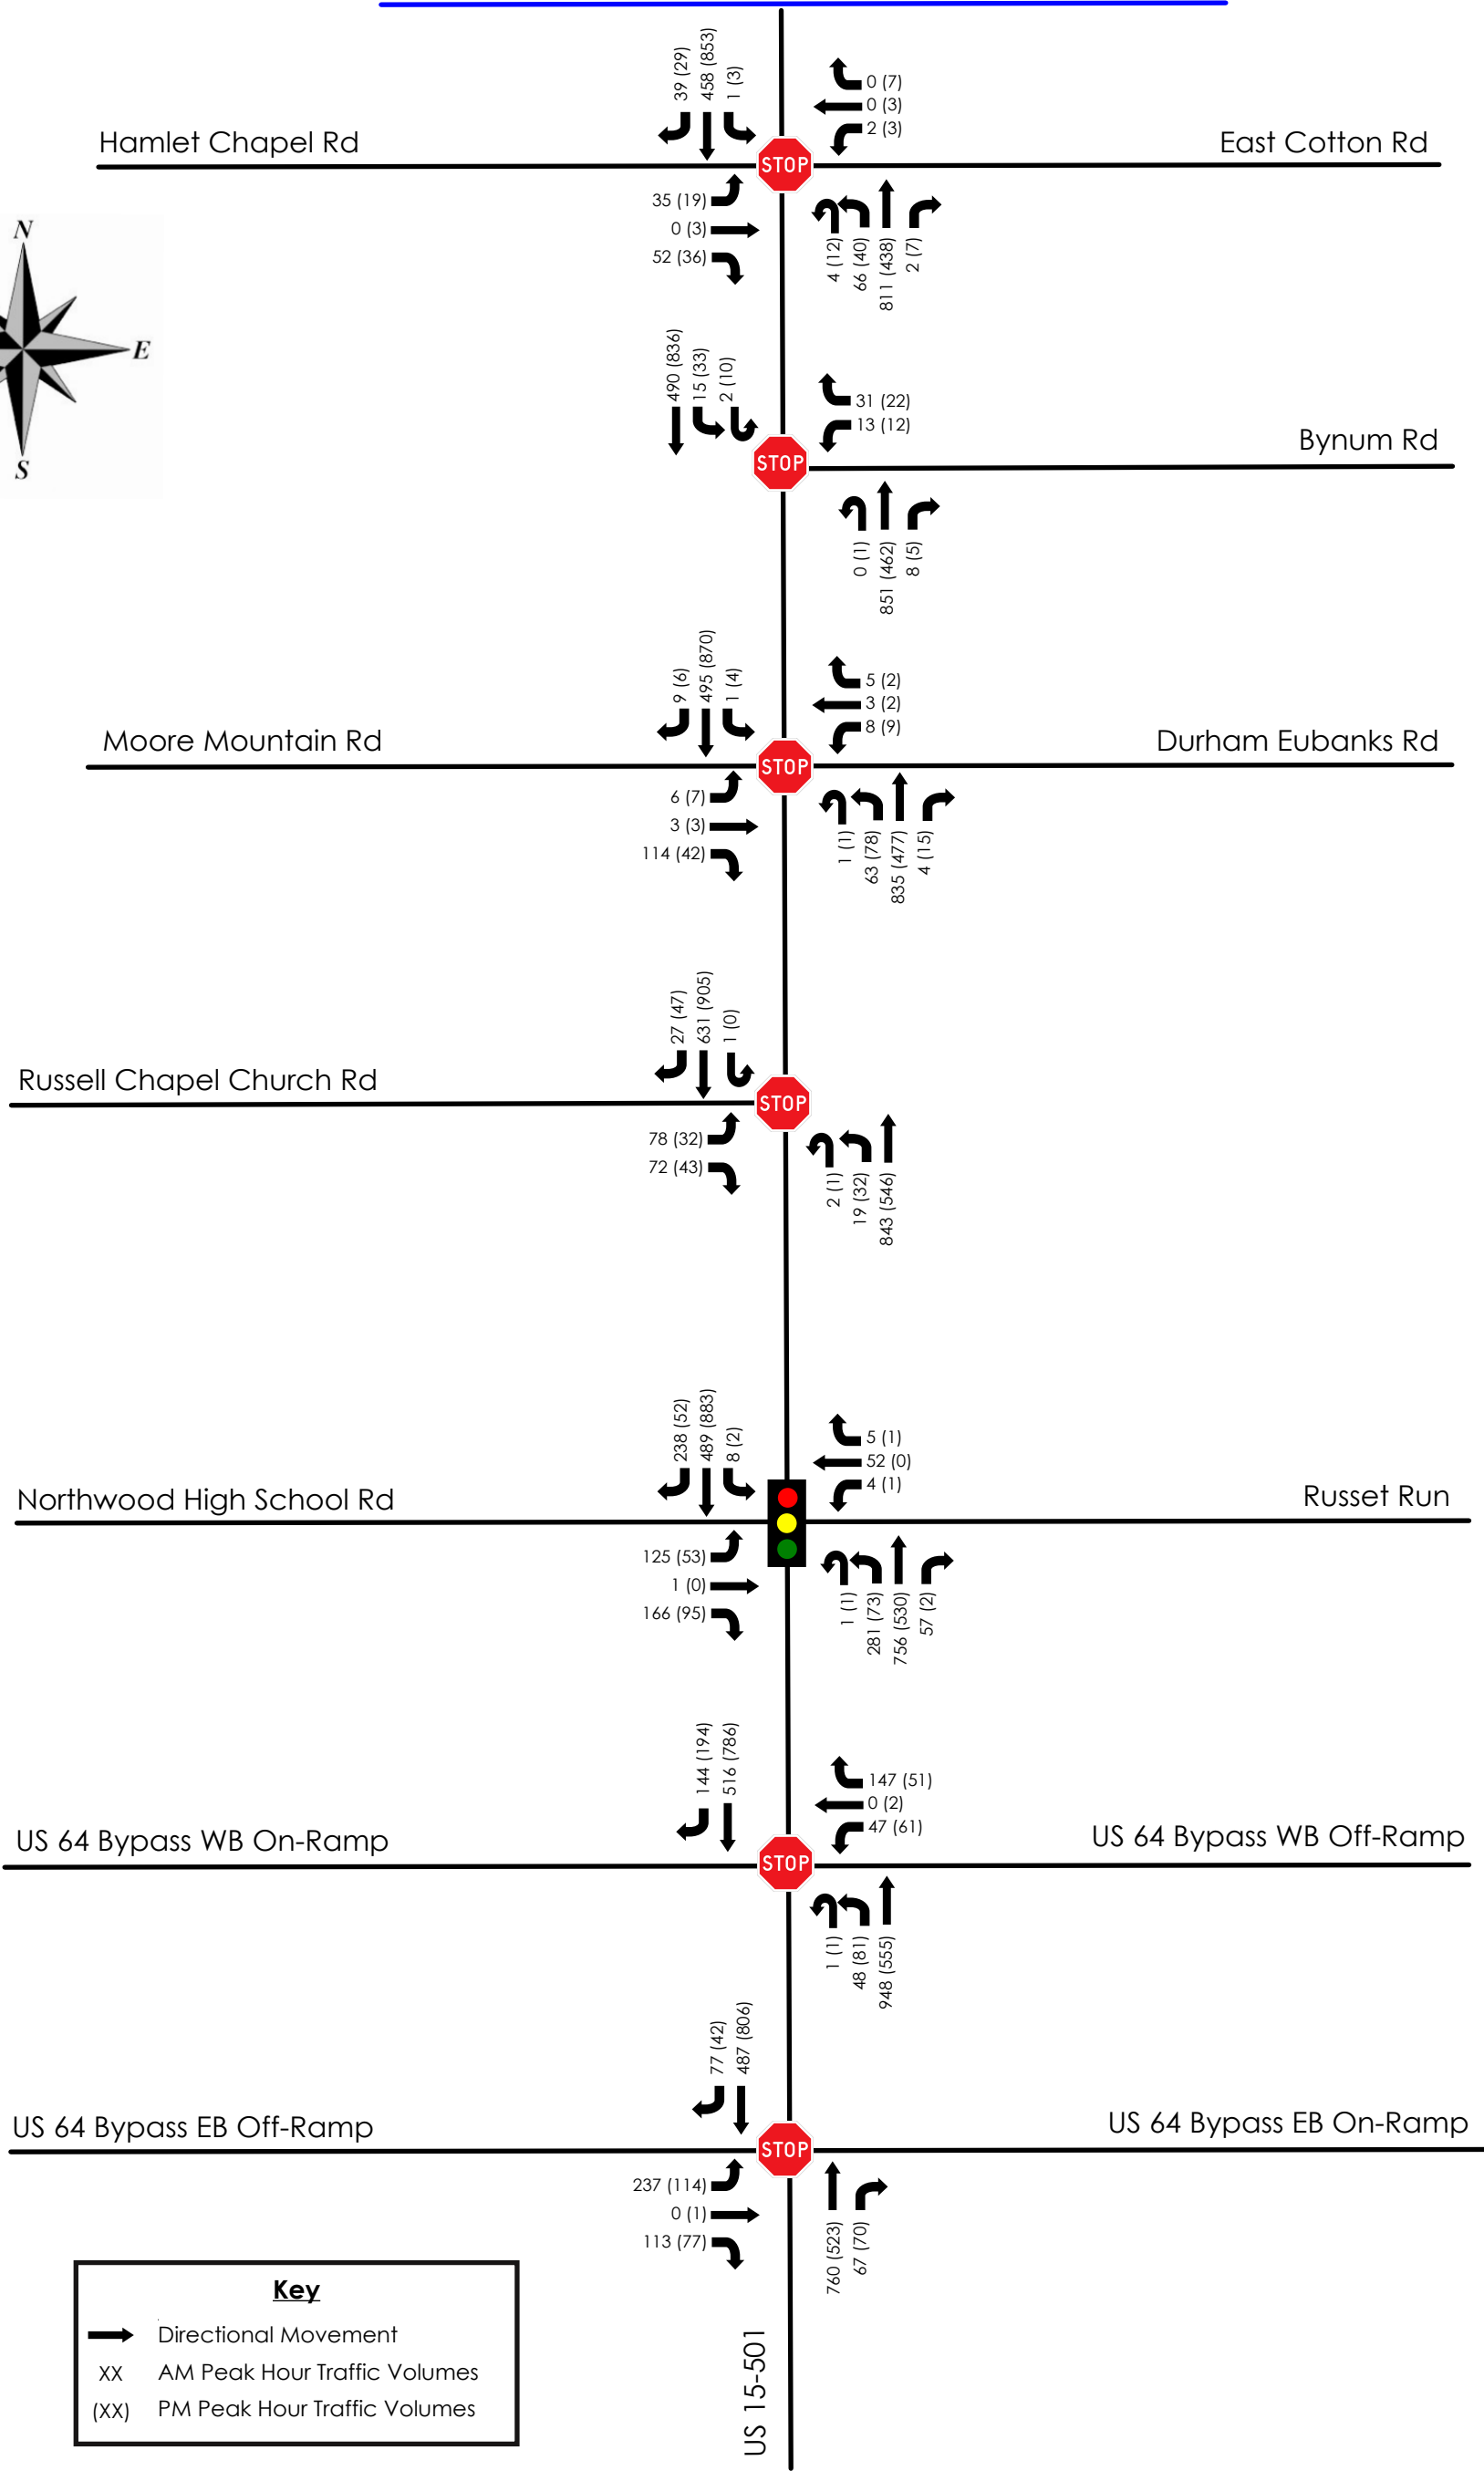 39 (29)
458 (853)
1 (3)
0 (7)
0 (3)
2 (3)
Hamlet Chapel Rd
East Cotton Rd
STOP
35 (19)
0 (3)
52 (36)
4 (12)
66 (40)
811 (438)
2 (7)
N
E
S
490 (836)
15 (33)
2 (10)
31 (22)
13 (12)
Bynum Rd
STOP
0 (1)
851 (462)
8 (5)
9 (6)
495 (870)
1 (4)
5 (2)
3 (2)
8 (9)
Moore Mountain Rd
Durham Eubanks Rd
STOP
6 (7)
3 (3)
114 (42)
1 (1)
63 (78)
835 (477)
4 (15)
27 (47)
631 (905)
1 (0)
Russell Chapel Church Rd
STOP
78 (32)
72 (43)
2 (1)
19 (32)
843 (546)
238 (52)
489 (883)
8 (2)
5 (1)
52 (0)
4 (1)
Northwood High School Rd
Russet Run
125 (53)
1 (0)
166 (95)
1 (1)
281 (73)
756 (530)
57 (2)
144 (194)
516 (786)
147 (51)
0 (2)
47 (61)
US 64 Bypass WB On-Ramp
US 64 Bypass WB Off-Ramp
STOP
1 (1)
48 (81)
948 (555)
77 (42)
487 (806)
US 64 Bypass EB Off-Ramp
US 64 Bypass EB On-Ramp
STOP
237 (114)
0 (1)
113 (77)
760 (523)
67 (70)
US 15-501
Key
Directional Movement
XX AM Peak Hour Traffic Volumes
(XX) PM Peak Hour Traffic Volumes